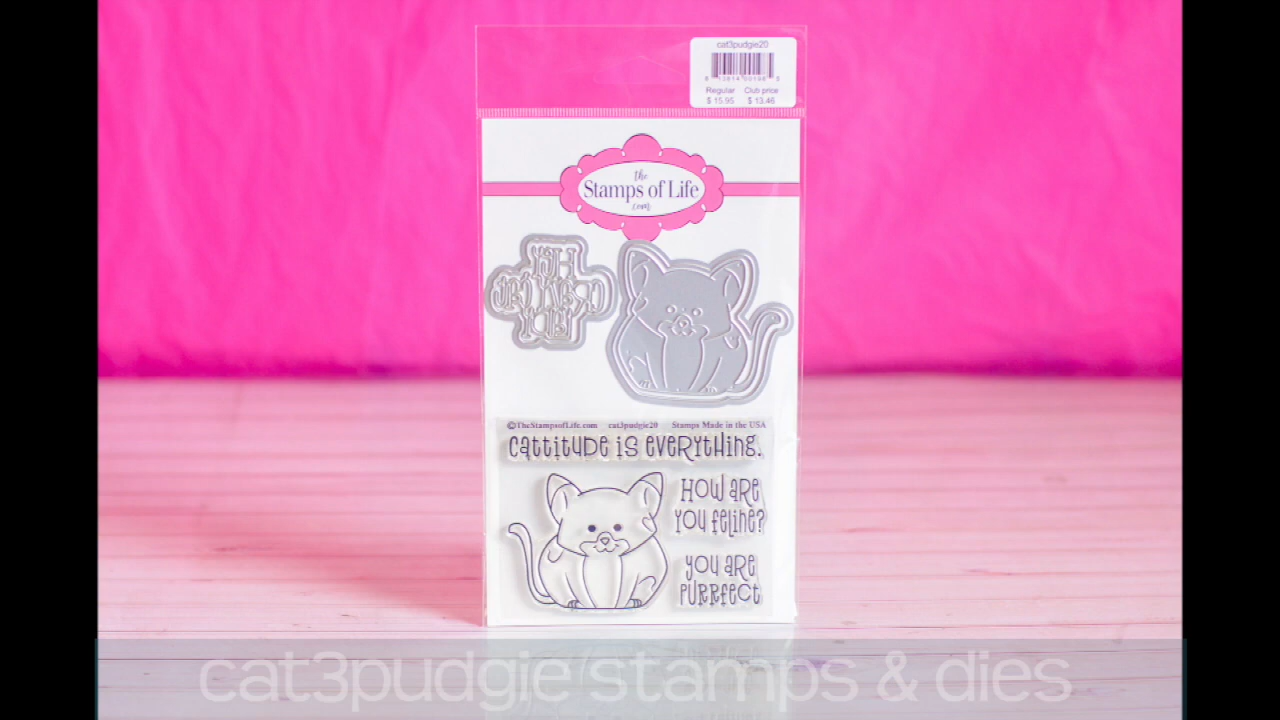 cat3pudgie20
Regular Club price
$ 15.95 $ 13.46
the
Stamps of Life
.com
©TheStampsofLife.com cat3pudgie20 Stamps Made in the USA
cattitude is everything.
How are
you feline?
you are
purrfect
cat3pudgie stamps & dies